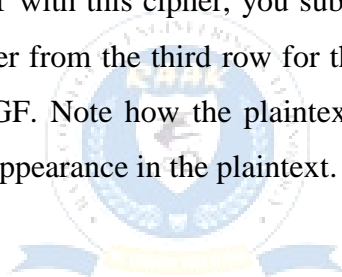 with this cipher, you sub
er from the third row for th
GF. Note how the plaintex
appearance in the plaintext.